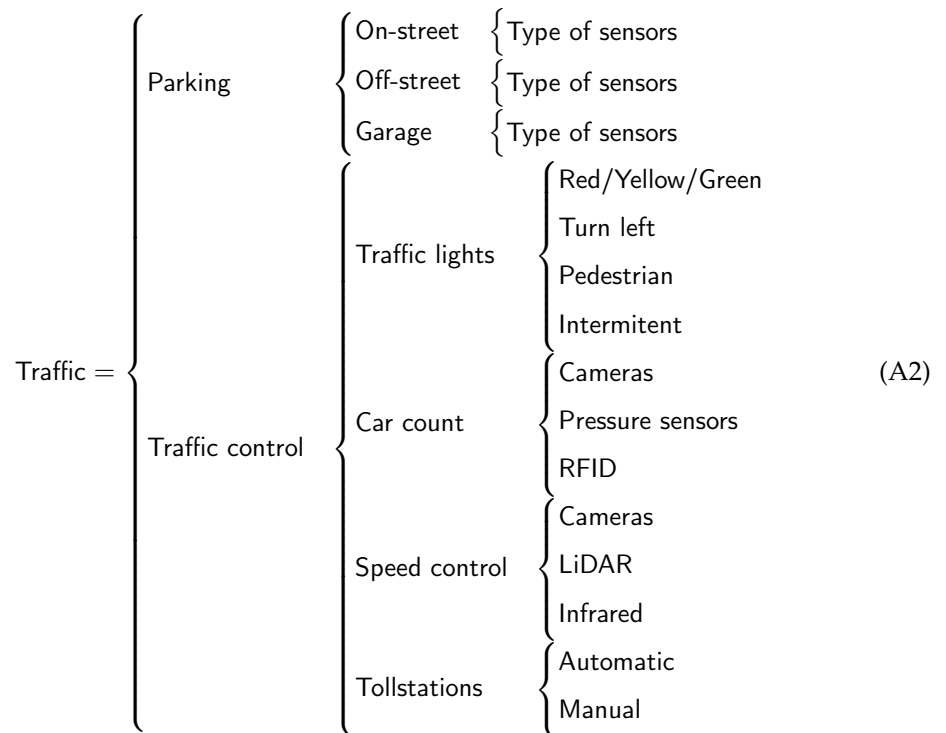 On-street { Type of sensors
Parking Off-street { Type of sensors
Garage { Type of sensors
Red/Yellow/Green
Turn left
Traffic lights
Pedestrian
Intermitent
Traffic = { Cameras (A2)
Car count Pressure sensors
Traffic control
RFID
Cameras
Speed control LiDAR
Infrared
Automatic
Tollstations
Manual